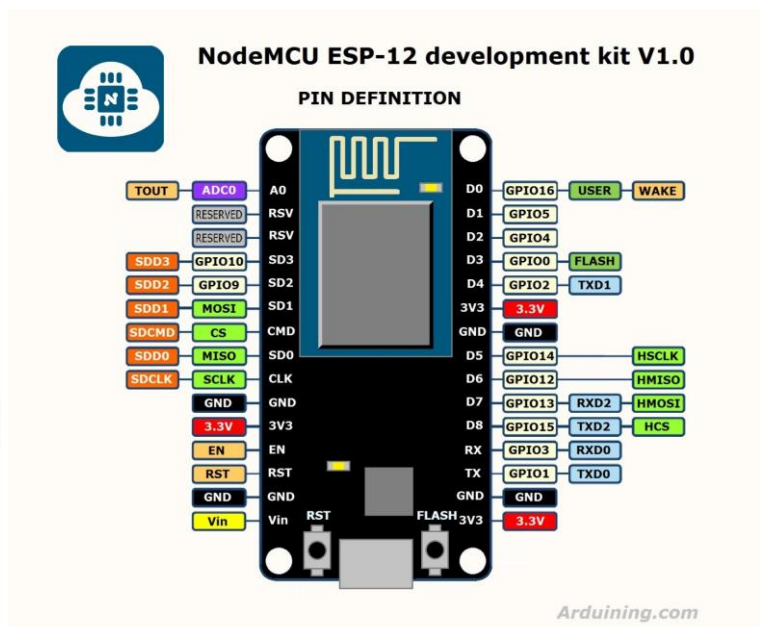 NodeMCU ESP-12 development kit V1.0
PIN DEFINITION
N
TOUT ADC0 A0 D0 GPIO16 USER WAKE
RESERVED RSV D1 GPIO5
RESERVED RSV D2 GPIO4
SDD3 GPIO10 SD3 D3 GPIO0 FLASH
SDD2 GPIO9 SD2 D4 GPIO2 TXD1
SDD1 MOSI SD1 3V3 3.3V
SDCMD CS CMD GND GND
SDD0 MISO SD0 D5 GPIO14 HSCLK
SDCLK SCLK CLK D6 GPIO12 HMISO
GND GND D7 GPIO13 RXD2 HMOSI
3.3V 3V3 D8 GPIO15 TXD2 HCS
EN EN RX GPIO3 RXD0
RST RST TX GPIO1 TXD0
GND GND GND GND
Vin Vin RST FLASH 3V3 3.3V
Arduining.com